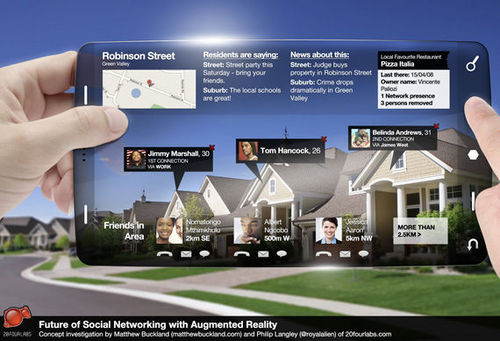 Robinson Street
Green Valley
Residents are saying:
Street: Street party this
Saturday - bring your
friends.
Suburb: The local schools
are great!
News about this:
Street: Judge buys
property in Robinson Street
Suburb: Crime drops
dramatically in Green
Valley
Local Favourite Restaurant
Pizza Italia
Last there: 15/04/08
Owner name: Vincente
Paliozi
1 Network presence
3 persons removed
Jimmy Marshall, 30
1ST CONNECTION
VIA WORK
Tom Hancock, 26
Belinda Andrews, 31
2ND CONNECTION
VIA James West
Friends in
Area
Nomatongo
Mthimkhulu
2km SE
Albert
Ngcobo
500m W
Jessica
Aaron
5km NW
MORE THAN
2.5KM >
20FOURLABS
Future of Social Networking with Augmented Reality
Concept investigation by Matthew Buckland (matthewbuckland.com) and Philip Langley (@royalalien) of 20fourlabs.com